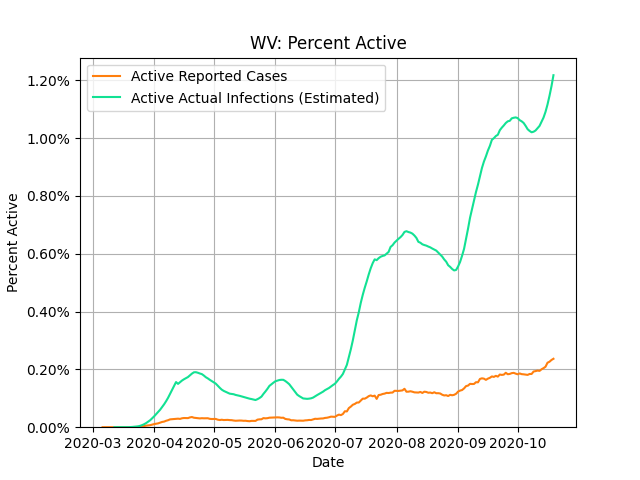 WV: Percent Active
Active Reported Cases
Active Actual Infections (Estimated)
1.20%
1.00%
0.80%
0.60%
0.40%
0.20%
0.00%
Percent Active
2020-03 2020-04 2020-05 2020-06 2020-07 2020-08 2020-09 2020-10
Date